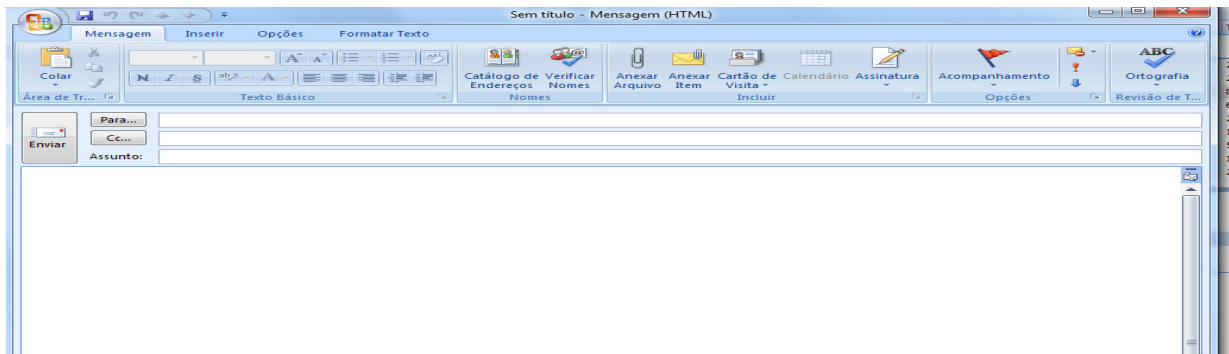 Sem título - Mensagem (HTML)
Mensagem Inserir Opções Formatar Texto
Colar
N I S ab A A A Aa
Catálogo de Endereços
Verificar Nomes
Anexar Arquivo
Anexar Item
Cartão de Visita
Calendário
Assinatura
Acompanhamento
ABC
Ortografia
Área de Tr... Texto Básico Nomes Incluir Opções Revisão de T...
Enviar
Para...
Cc...
Assunto: